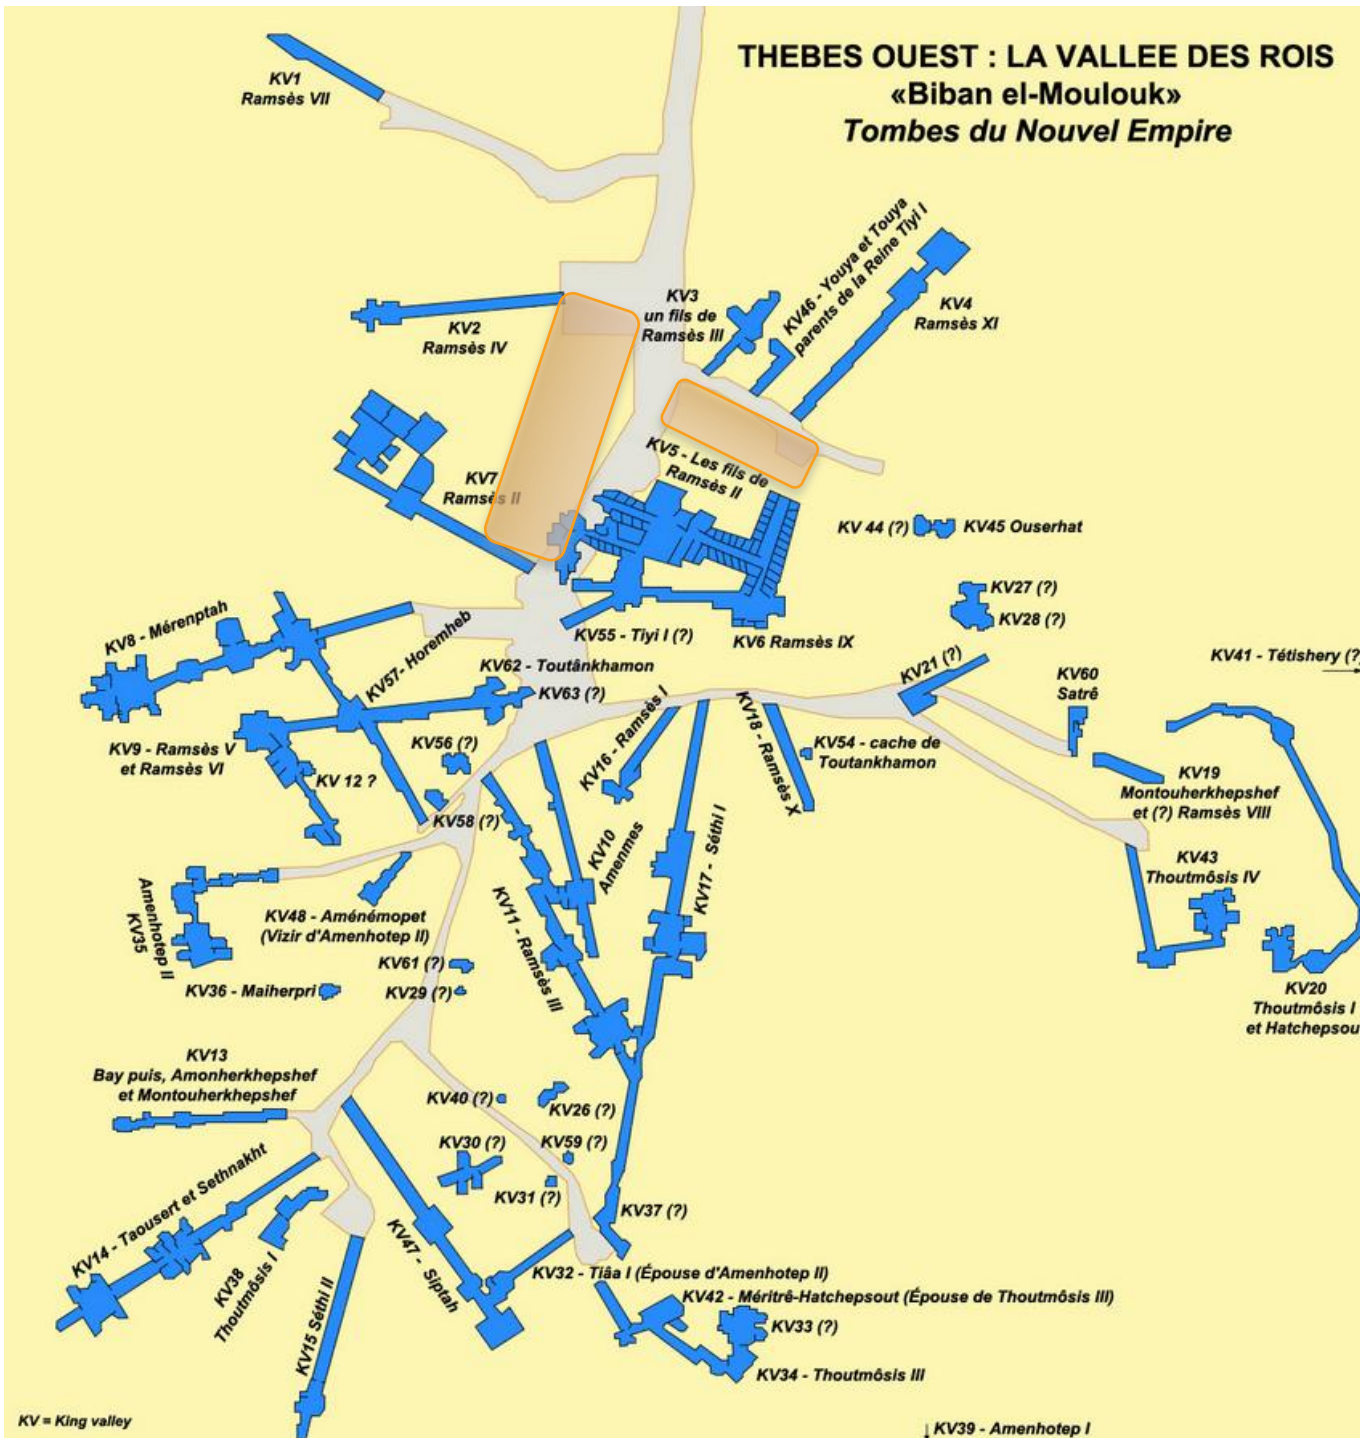 THEBES OUEST : LA VALLEE DES ROIS
«Biban el-Moulouk»
Tombes du Nouvel Empire
KV1
Ramsès VII
KV2
Ramsès IV
KV3
un fils de
Ramsès III
KV46 - Youya et Touya
parents de la Reine Tiyi I
KV4
Ramsès XI
KV7
Ramsès II
KV5 - Les fils de
Ramsès II
KV 44 (?)
KV45 Ouserhat
KV27 (?)
KV28 (?)
KV8 - Mérenptah
KV57- Horemheb
KV55 - Tiyi I (?)
KV6 Ramsès IX
KV62 - Toutânkhamon
KV63 (?)
KV21 (?)
KV60
Satrê
KV41 - Tétishery (?
KV9 - Ramsès V
et Ramsès VI
KV 12 ?
KV56 (?)
KV58 (?)
KV16 - Ramsès I
KV18 - Ramsès X
KV54 - cache de
Toutankhamon
KV19
Montouherkhepshef
et (?) Ramsès VIII
KV10
Amenmes
KV17 - Séthi I
KV43
Thoutmôsis IV
Amenhotep II
KV35
KV48 - Aménémopet
(Vizir d'Amenhotep II)
KV11 - Ramsès III
KV61 (?)
KV29 (?)
KV36 - Maiherpri
KV20
Thoutmôsis I
et Hatchepsou
KV13
Bay puis, Amonherkhepshef
et Montouherkhepshef
KV40 (?)
KV26 (?)
KV30 (?)
KV59 (?)
KV31 (?)
KV37 (?)
KV14 - Taousert et Sethnakht
KV38
Thoutmôsis I
KV47 - Siptah
KV15 Séthi II
KV32 - Tiâa I (Épouse d'Amenhotep II)
KV42 - Méritrê-Hatchepsout (Épouse de Thoutmôsis III)
KV33 (?)
KV34 - Thoutmôsis III
KV = King valley
KV39 - Amenhotep I